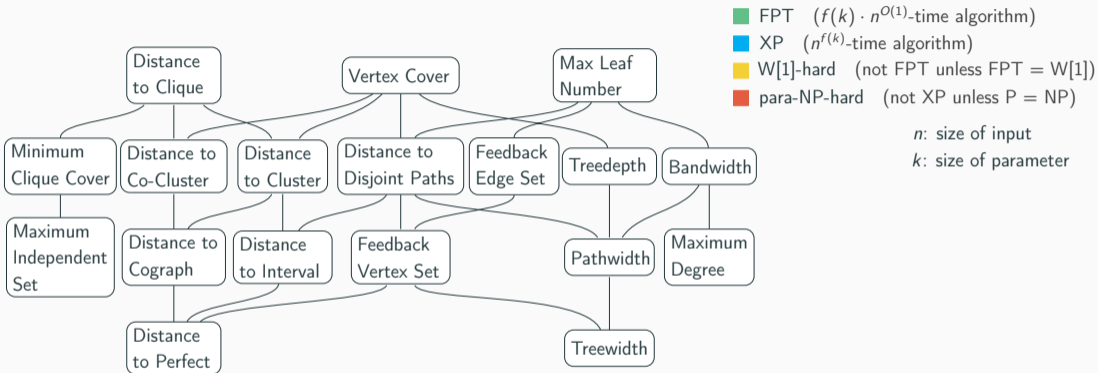 FPT (f(k) · n^{O(1)}-time algorithm)
XP (n^{f(k)}-time algorithm)
W[1]-hard (not FPT unless FPT = W[1])
para-NP-hard (not XP unless P = NP)
n: size of input
k: size of parameter
Distance
to Clique
Vertex Cover
Max Leaf
Number
Minimum
Clique Cover
Distance to
Co-Cluster
Distance
to Cluster
Distance to
Disjoint Paths
Feedback
Edge Set
Treedepth
Bandwidth
Maximum
Independent
Set
Distance to
Cograph
Distance
to Interval
Feedback
Vertex Set
Pathwidth
Maximum
Degree
Distance
to Perfect
Treewidth